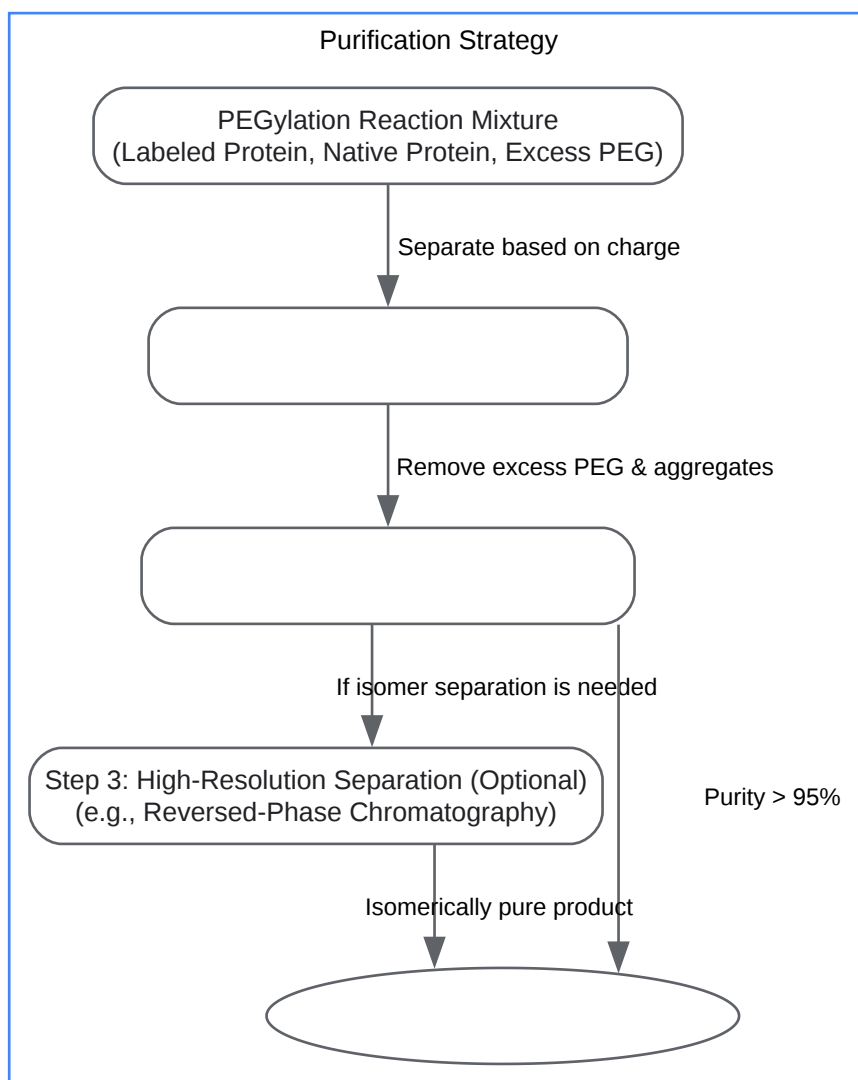 Purification Strategy
PEGylation Reaction Mixture
(Labeled Protein, Native Protein, Excess PEG)
Separate based on charge
Remove excess PEG & aggregates
If isomer separation is needed
Step 3: High-Resolution Separation (Optional)
(e.g., Reversed-Phase Chromatography)
Purity > 95%
Isomerically pure product